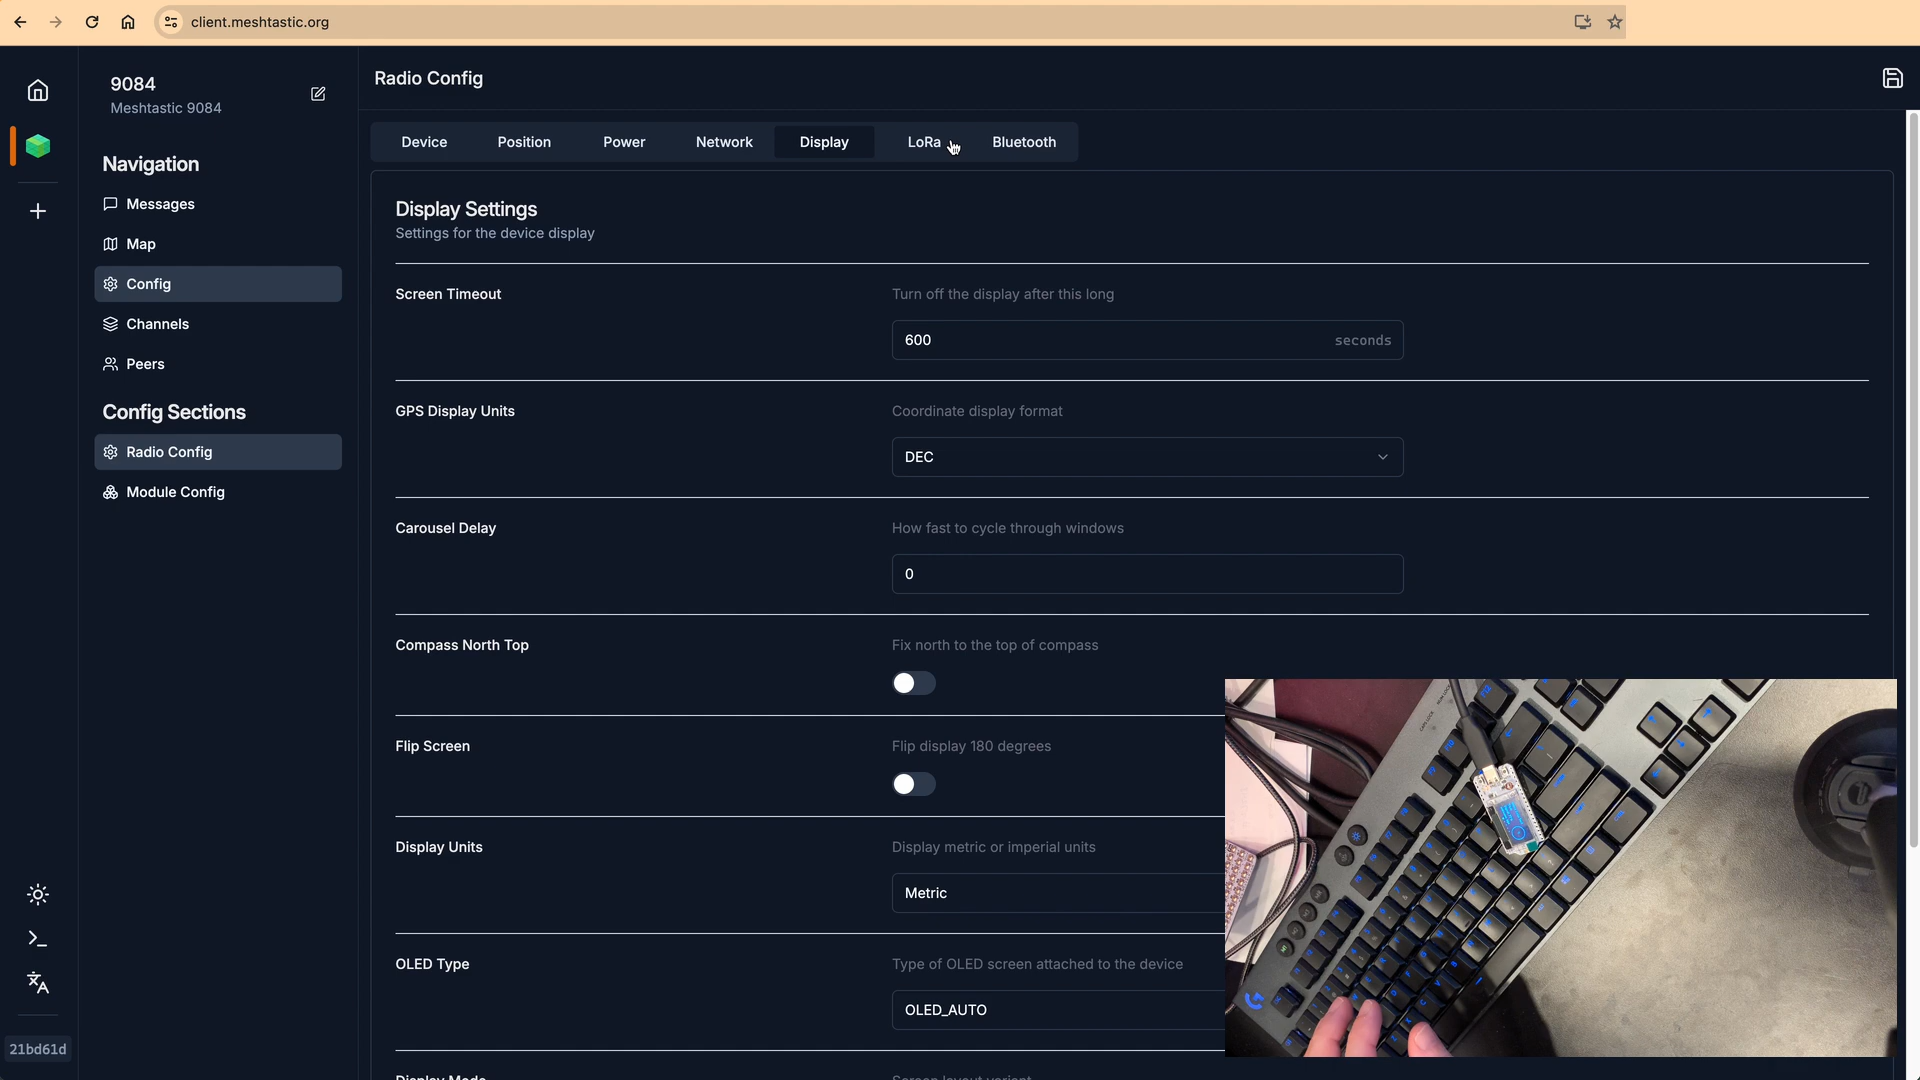 client.meshtastic.org
9084
Meshtastic 9084
Navigation
Messages
Map
Config
Channels
Peers
Config Sections
Radio Config
Module Config
21bd61d
Radio Config
Device
Position
Power
Network
Display
LoRa
Bluetooth
Display Settings
Settings for the device display
Screen Timeout
Turn off the display after this long
600
seconds
GPS Display Units
Coordinate display format
DEC
Carousel Delay
How fast to cycle through windows
0
Compass North Top
Fix north to the top of compass
Flip Screen
Flip display 180 degrees
Display Units
Display metric or imperial units
Metric
OLED Type
Type of OLED screen attached to the device
OLED_AUTO
Display Mode
Screen layout variant